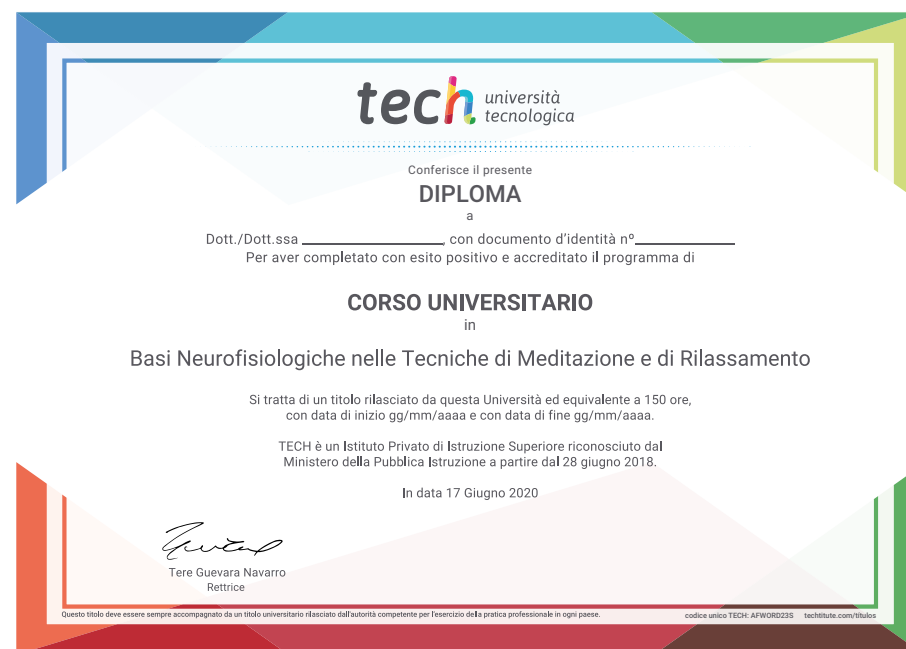 tech università
tecnologica
Conferisce il presente
DIPLOMA
a
Dott./Dott.ssa ____________________, con documento d'identità nº______________
Per aver completato con esito positivo e accreditato il programma di
CORSO UNIVERSITARIO
in
Basi Neurofisiologiche nelle Tecniche di Meditazione e di Rilassamento
Si tratta di un titolo rilasciato da questa Università ed equivalente a 150 ore,
con data di inizio gg/mm/aaaa e con data di fine gg/mm/aaaa.
TECH è un Istituto Privato di Istruzione Superiore riconosciuto dal
Ministero della Pubblica Istruzione a partire dal 28 giugno 2018.
In data 17 Giugno 2020
Tere Guevara Navarro
Rettrice
Questo titolo deve essere sempre accompagnato da un titolo universitario rilasciato dall'autorità competente per l'esercizio della pratica professionale in ogni paese.
codice unico TECH: AFWORD23S techtitute.com/titulos